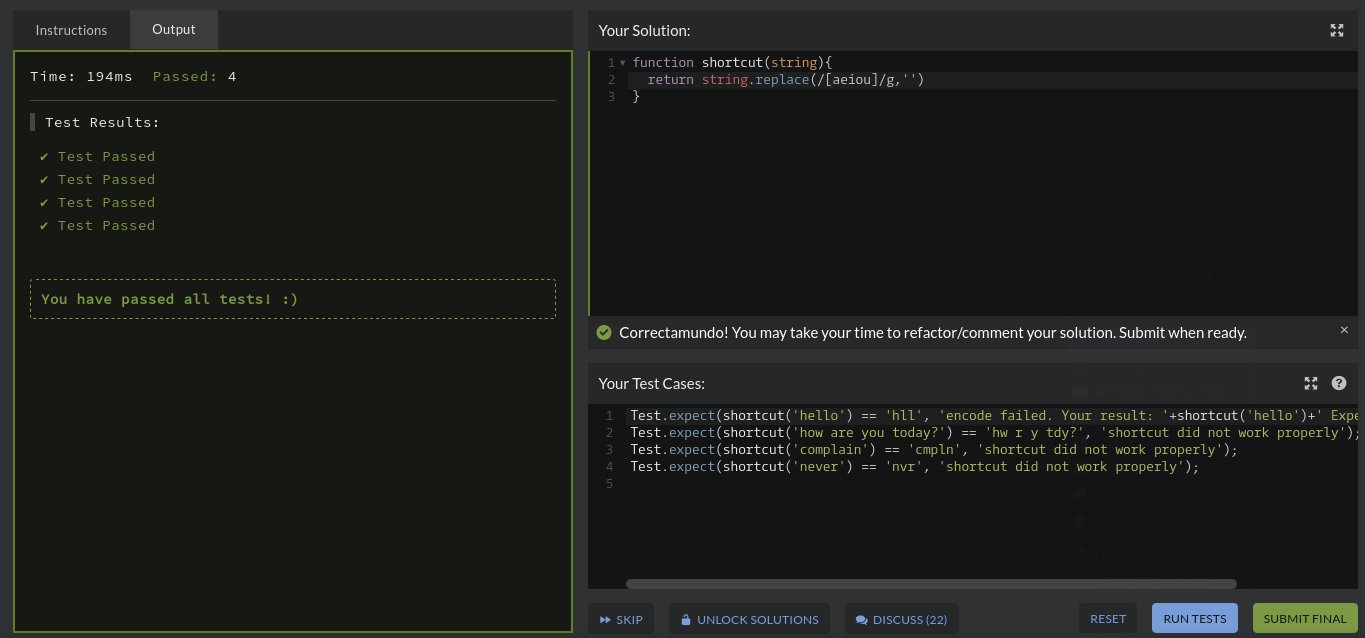 Instructions
Output
Time: 194ms Passed: 4
Test Results:
✔ Test Passed
✔ Test Passed
✔ Test Passed
✔ Test Passed
You have passed all tests! :)
Your Solution:
1 function shortcut(string){
2 return string.replace(/[aeiou]/g,'')
3 }
Correctamundo! You may take your time to refactor/comment your solution. Submit when ready.
×
Your Test Cases:
?
1 Test.expect(shortcut('hello') == 'hll', 'encode failed. Your result: '+shortcut('hello')+' Expe
2 Test.expect(shortcut('how are you today?') == 'hw r y tdy?', 'shortcut did not work properly');
3 Test.expect(shortcut('complain') == 'cmpln', 'shortcut did not work properly');
4 Test.expect(shortcut('never') == 'nvr', 'shortcut did not work properly');
5
SKIP
UNLOCK SOLUTIONS
DISCUSS (22)
RESET
RUN TESTS
SUBMIT FINAL